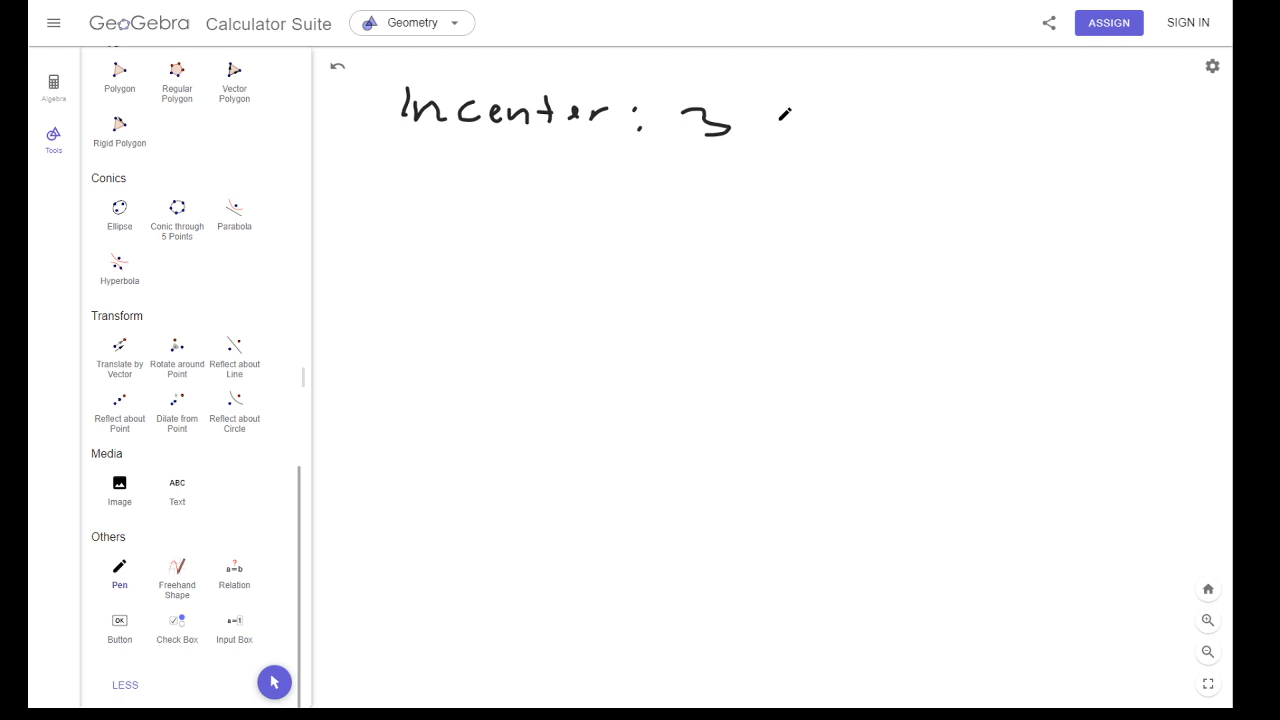 GeoGebra Calculator Suite Geometry ASSIGN SIGN IN
Algebra
Tools
Polygon Regular Polygon Vector Polygon
Rigid Polygon
Conics
Ellipse Conic through 5 Points Parabola
Hyperbola
Transform
Translate by Vector Rotate around Point Reflect about Line
Reflect about Point Dilate from Point Reflect about Circle
Media
Image ABC Text
Others
Pen Freehand Shape a=b Relation
OK Button Check Box a=1 Input Box
LESS
Incenter: 3